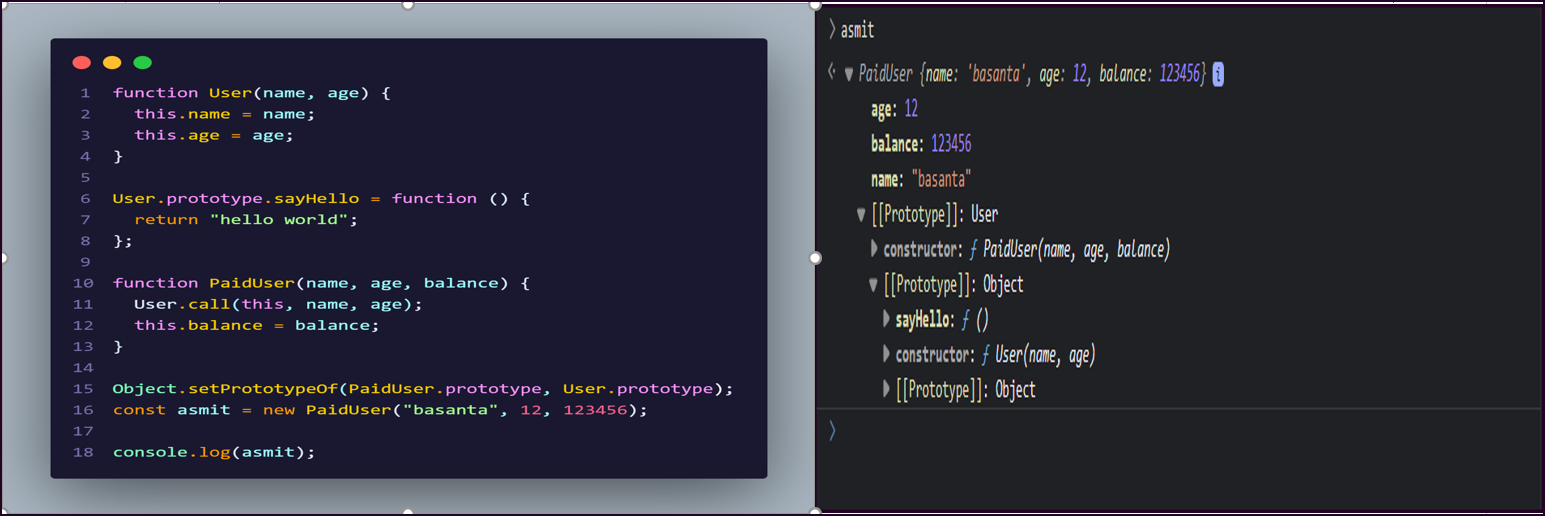 1 function User(name, age) {
2 this.name = name;
3 this.age = age;
4 }
5
6 User.prototype.sayHello = function () {
7 return "hello world";
8 };
9
10 function PaidUser(name, age, balance) {
11 User.call(this, name, age);
12 this.balance = balance;
13 }
14
15 Object.setPrototypeOf(PaidUser.prototype, User.prototype);
16 const asmit = new PaidUser("basanta", 12, 123456);
17
18 console.log(asmit);
> asmit
<· ▼ PaidUser {name: 'basanta', age: 12, balance: 123456} i
age: 12
balance: 123456
name: "basanta"
▼ [[Prototype]]: User
▶ constructor: ƒ PaidUser(name, age, balance)
▼ [[Prototype]]: Object
▶ sayHello: ƒ ()
▶ constructor: ƒ User(name, age)
▶ [[Prototype]]: Object
>